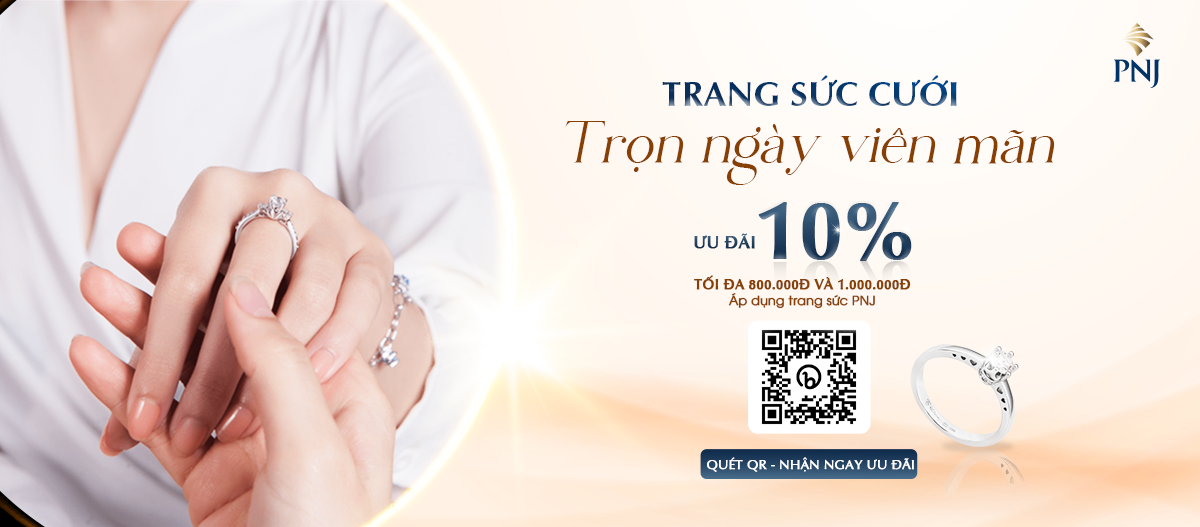 PNJ
TRANG SỨC CƯỚI
Trọn ngày viên mãn
ƯU ĐÃI 10%
TỐI ĐA 800.000Đ VÀ 1.000.000Đ
Áp dụng trang sức PNJ
QUÉT QR - NHẬN NGAY ƯU ĐÃI